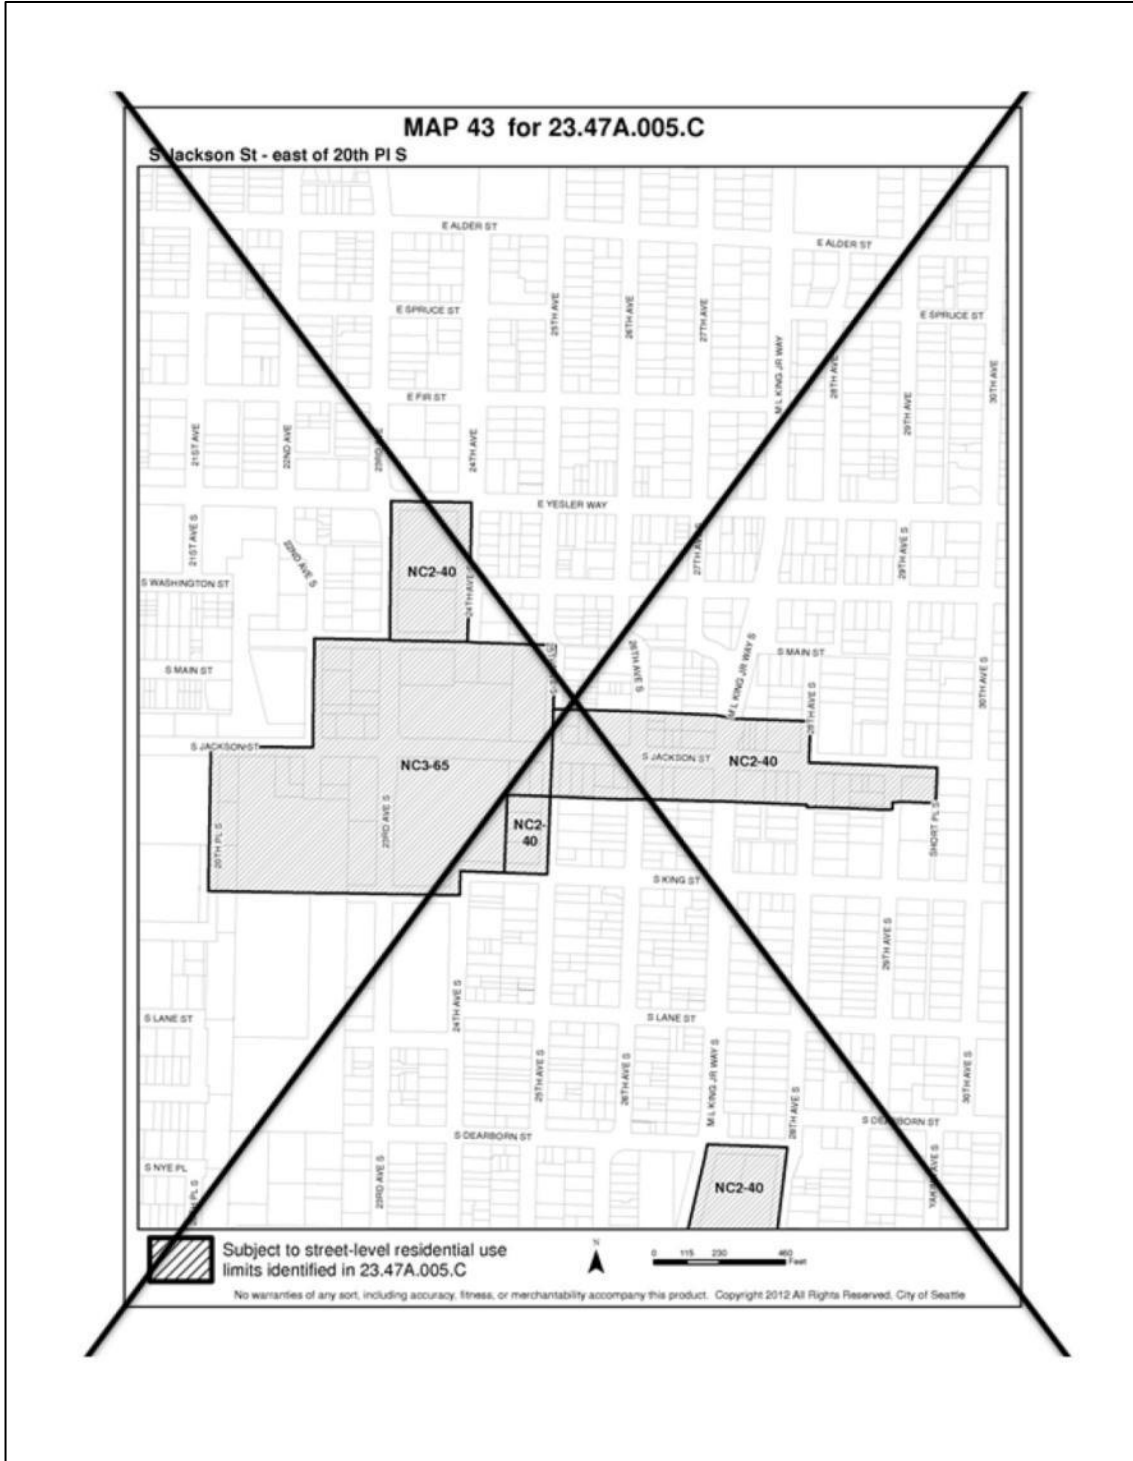 MAP 43 for 23.47A.005.C
S Jackson St - east of 20th Pl S
E ALDER ST
E ALDER ST
E SPRUCE ST
25TH AVE
26TH AVE
27TH AVE
E SPRUCE ST
M L KING JR WAY
28TH AVE
30TH AVE
E FIR ST
29TH AVE
21ST AVE
22ND AVE
24TH AVE
E YESLER WAY
21ST AVE S
22ND AVE S
27TH AVE S
29TH AVE S
NC2-40
S WASHINGTON ST
24TH AVE S
26TH AVE S
M L KING JR WAY S
S MAIN ST
S MAIN ST
30TH AVE S
28TH AVE S
S JACKSON ST
S JACKSON ST
NC2-40
NC3-65
23RD AVE S
20TH PL S
NC2-
40
SHORT PL S
S KING ST
29TH AVE S
24TH AVE S
S LANE ST
S LANE ST
25TH AVE S
26TH AVE S
M L KING JR WAY S
28TH AVE S
30TH AVE S
S DEARBORN ST
S DEARBORN ST
S NYE PL
23RD AVE S
NC2-40
Subject to street-level residential use
limits identified in 23.47A.005.C
N
0 115 230 460
Feet
No warranties of any sort, including accuracy, fitness, or merchantability accompany this product. Copyright 2012 All Rights Reserved, City of Seattle